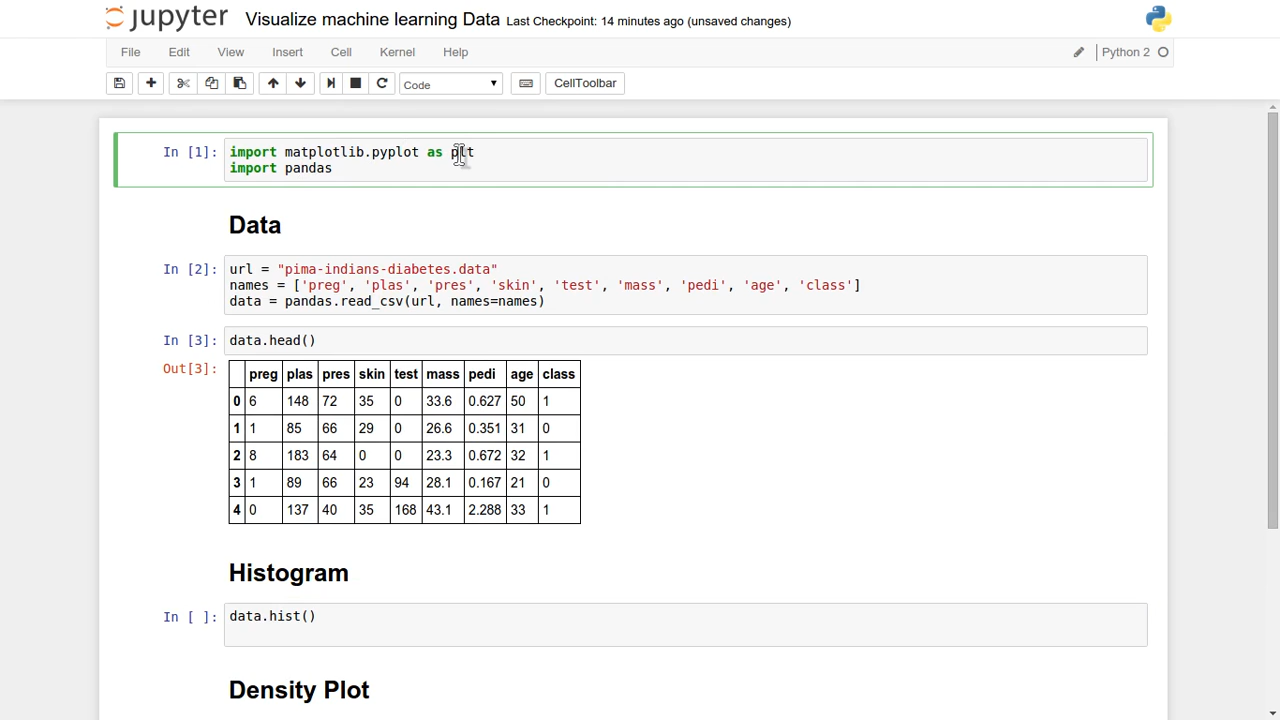 jupyter Visualize machine learning Data Last Checkpoint: 14 minutes ago (unsaved changes)
File Edit View Insert Cell Kernel Help Python 2
Code CellToolbar
In [1]: import matplotlib.pyplot as plt
import pandas
Data
In [2]: url = "pima-indians-diabetes.data"
names = ['preg', 'plas', 'pres', 'skin', 'test', 'mass', 'pedi', 'age', 'class']
data = pandas.read_csv(url, names=names)
In [3]: data.head()
Out[3]: preg plas pres skin test mass pedi age class
0 6 148 72 35 0 33.6 0.627 50 1
1 1 85 66 29 0 26.6 0.351 31 0
2 8 183 64 0 0 23.3 0.672 32 1
3 1 89 66 23 94 28.1 0.167 21 0
4 0 137 40 35 168 43.1 2.288 33 1
Histogram
In [ ]: data.hist()
Density Plot